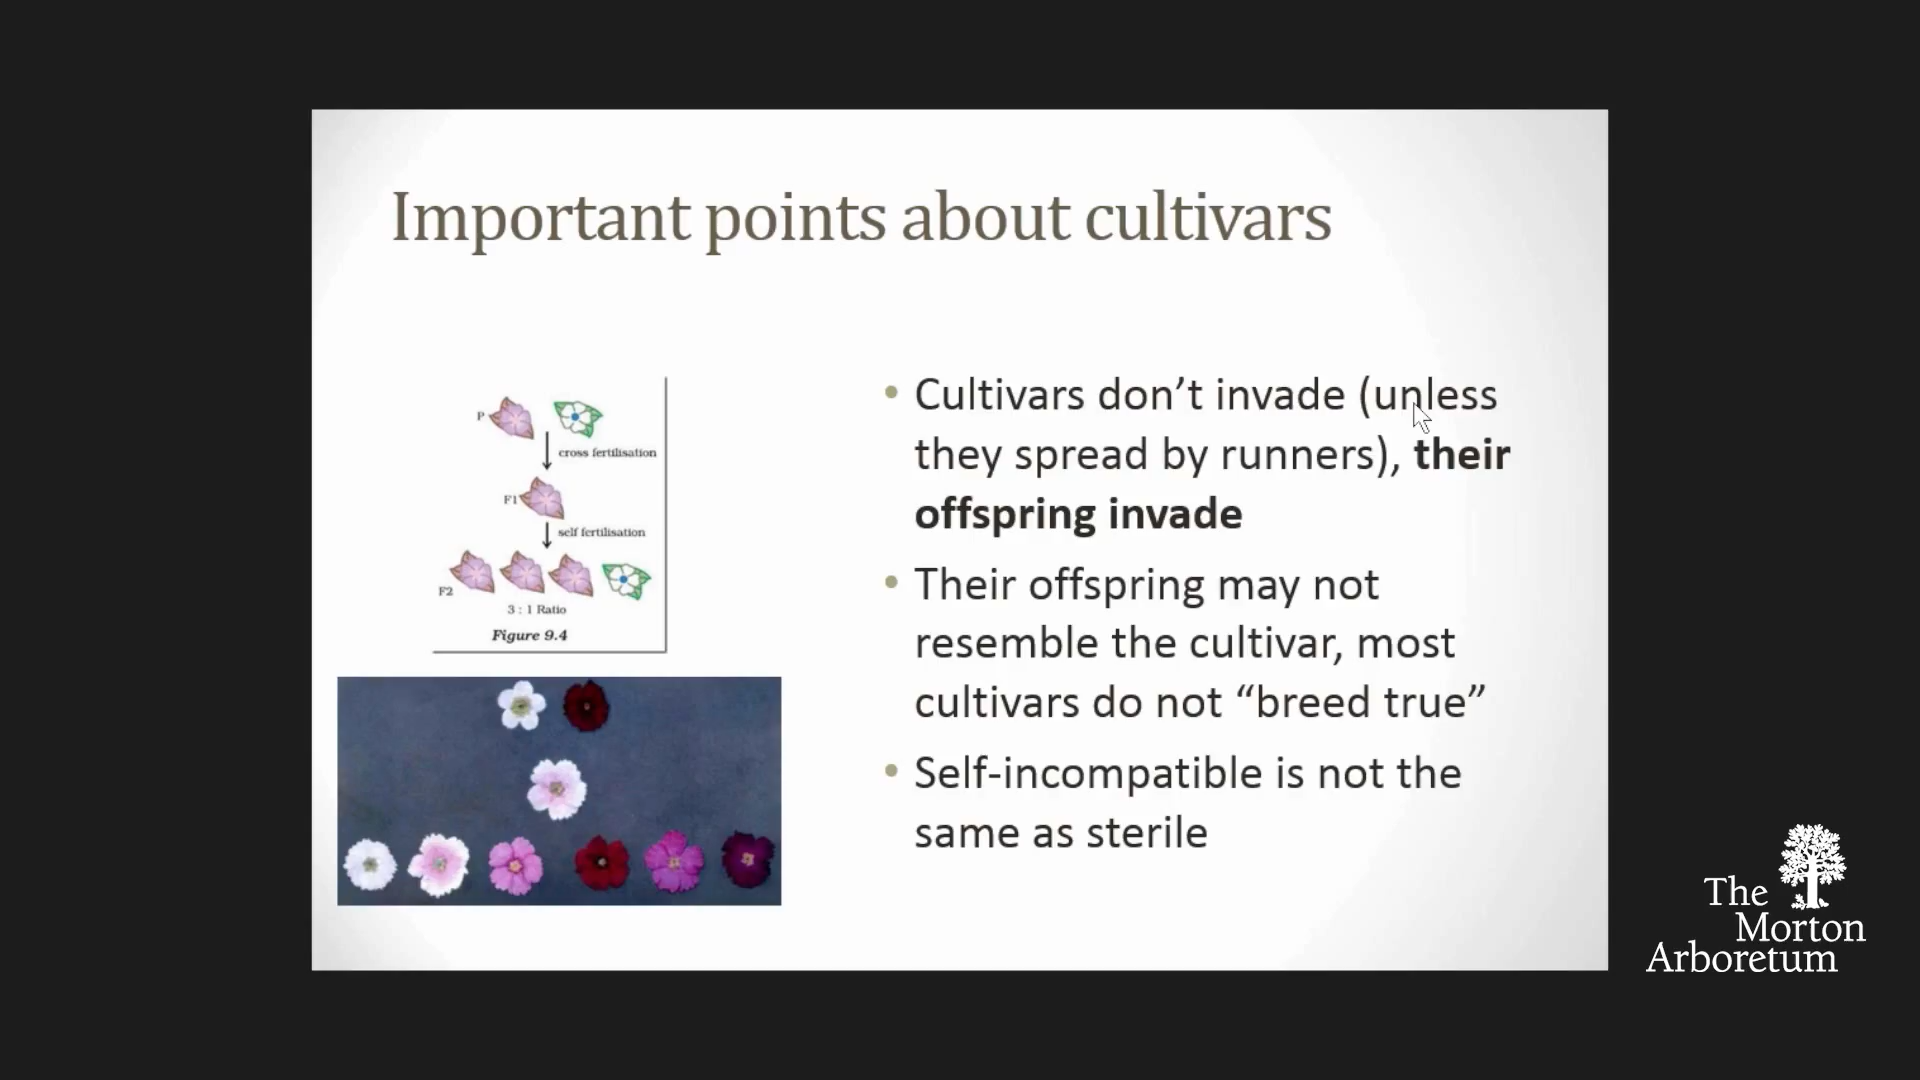 Important points about cultivars
P
cross fertilisation
F1
self fertilisation
F2
3 : 1 Ratio
Figure 9.4
• Cultivars don’t invade (unless
they spread by runners), their
offspring invade
• Their offspring may not
resemble the cultivar, most
cultivars do not “breed true”
• Self-incompatible is not the
same as sterile
The
Morton
Arboretum